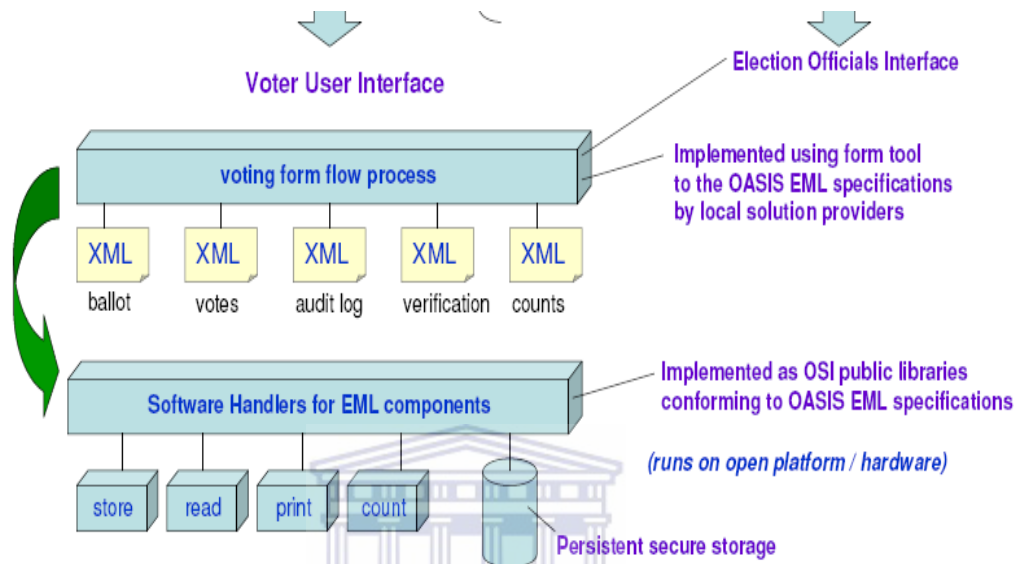 Election Officials Interface
Voter User Interface
voting form flow process
Implemented using form tool
to the OASIS EML specifications
by local solution providers
XML XML XML XML XML
ballot votes audit log verification counts
Implemented as OSI public libraries
conforming to OASIS EML specifications
Software Handlers for EML components
(runs on open platform / hardware)
store read print count
Persistent secure storage